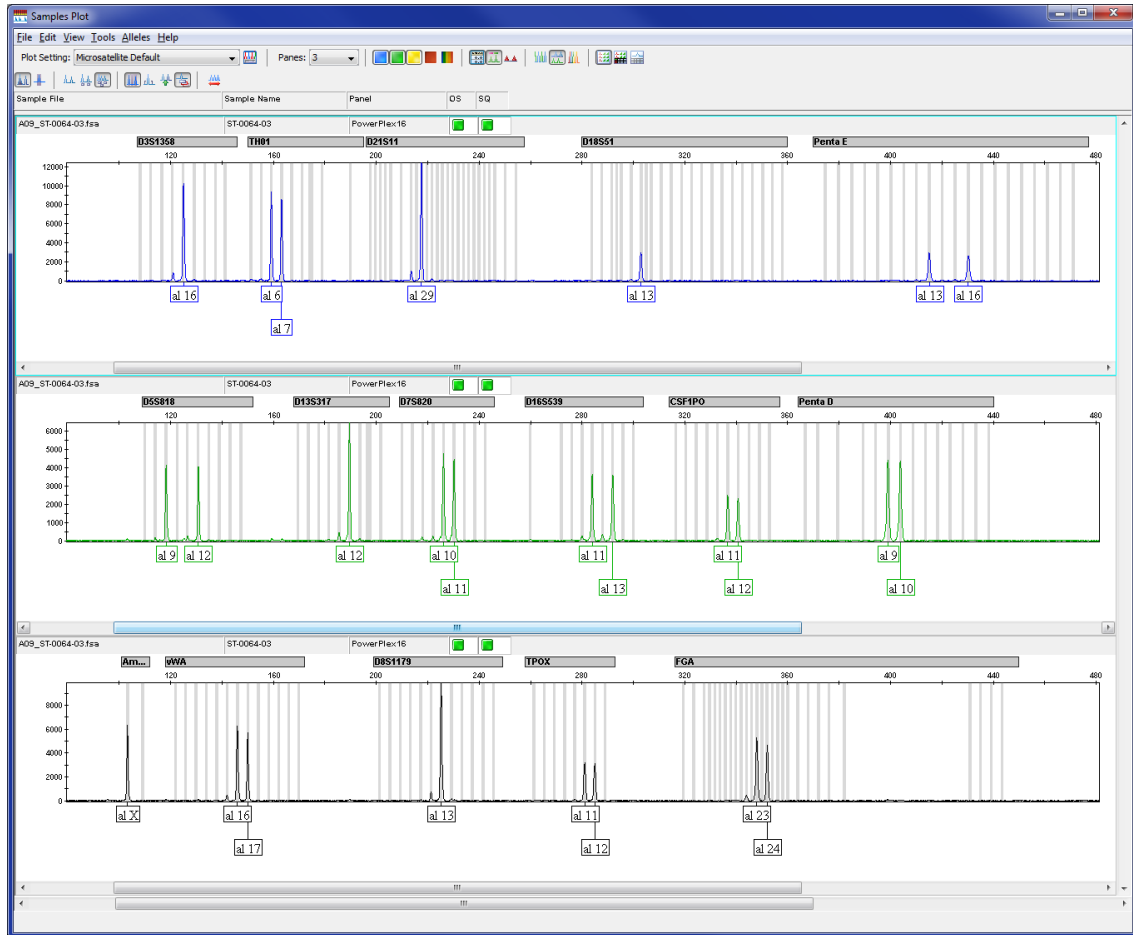 Samples Plot
File Edit View Tools Alleles Help
Plot Setting: Microsatellite Default Panes: 3
Sample File Sample Name Panel OS SQ
A09_ST-0064-03.fsa ST-0064-03 PowerPlex16
D3S1358 TH01 D21S11 D18S51 Penta E
120 160 200 240 280 320 360 400 440 480
12000
10000
8000
6000
4000
2000
0
al 16 al 6 al 29 al 13 al 13 al 16
al 7
A09_ST-0064-03.fsa ST-0064-03 PowerPlex16
D5S818 D13S317 D7S820 D16S539 CSF1PO Penta D
120 160 200 240 280 320 360 400 440 480
6000
5000
4000
3000
2000
1000
0
al 9 al 12 al 12 al 10 al 11 al 11 al 9
al 11 al 13 al 12 al 10
A09_ST-0064-03.fsa ST-0064-03 PowerPlex16
Am... vWA D8S1179 TPOX FGA
120 160 200 240 280 320 360 400 440 480
8000
6000
4000
2000
0
al X al 16 al 13 al 11 al 23
al 17 al 12 al 24